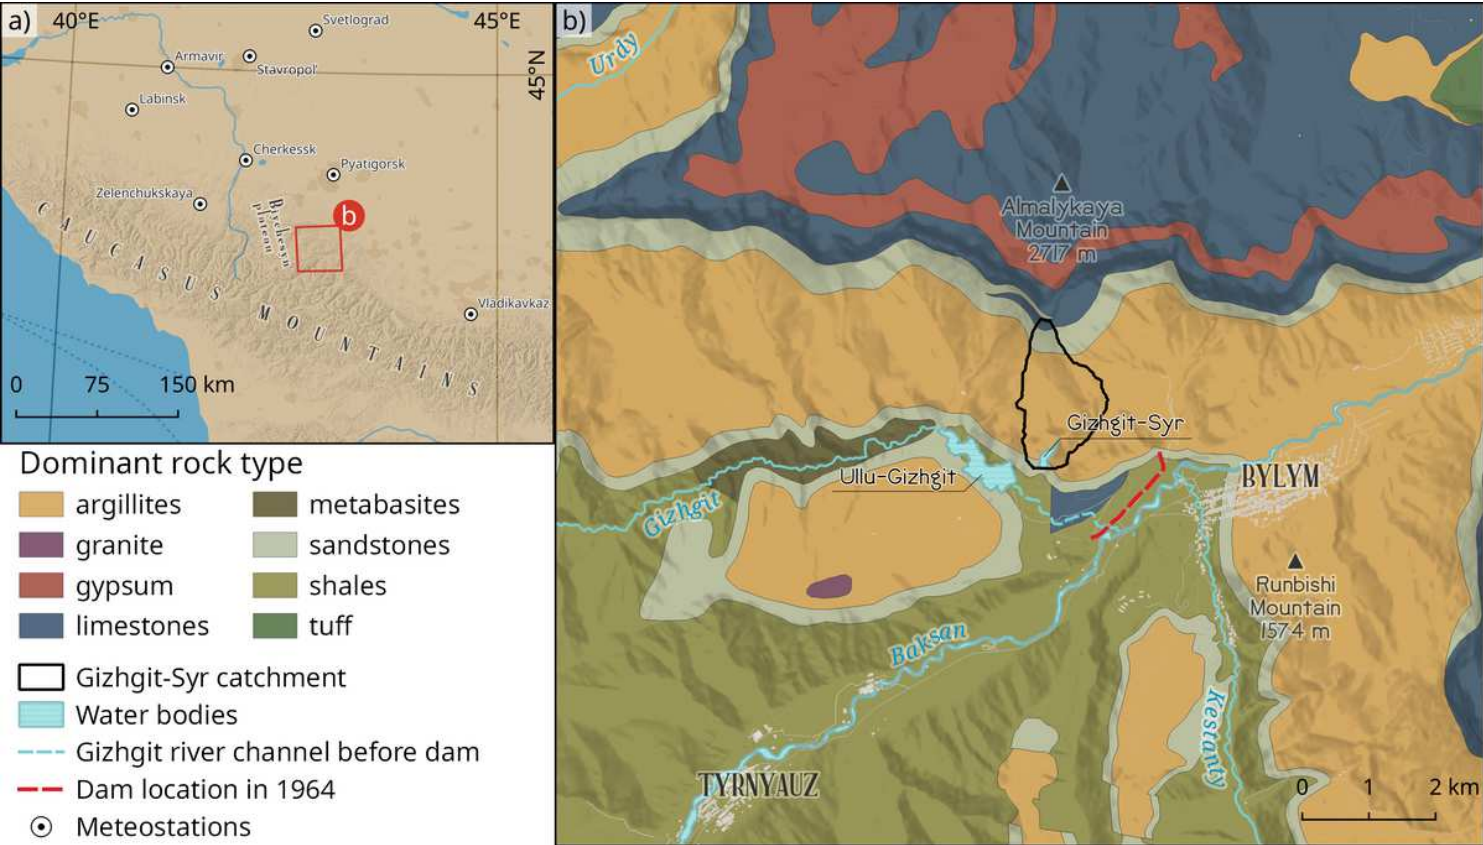 a)
40°E
45°E
45°N
Svetlograd
Armavir
Stavropol'
Labinsk
Cherkessk
Pyatigorsk
Zelenchukskaya
Biychesyn
plateau
b
CAUCASUS MOUNTAINS
Vladikavkaz
0 75 150 km
Dominant rock type
argillites
granite
gypsum
limestones
metabasites
sandstones
shales
tuff
Gizhgit-Syr catchment
Water bodies
Gizhgit river channel before dam
Dam location in 1964
Meteostations
b)
Urdy
Almalykaya
Mountain
2717 m
Gizhgit-Syr
Ullu-Gizhgit
Gizhgit
BYLYM
Runbishi
Mountain
1574 m
Baksan
Kestanty
TYRNYAUZ
0 1 2 km